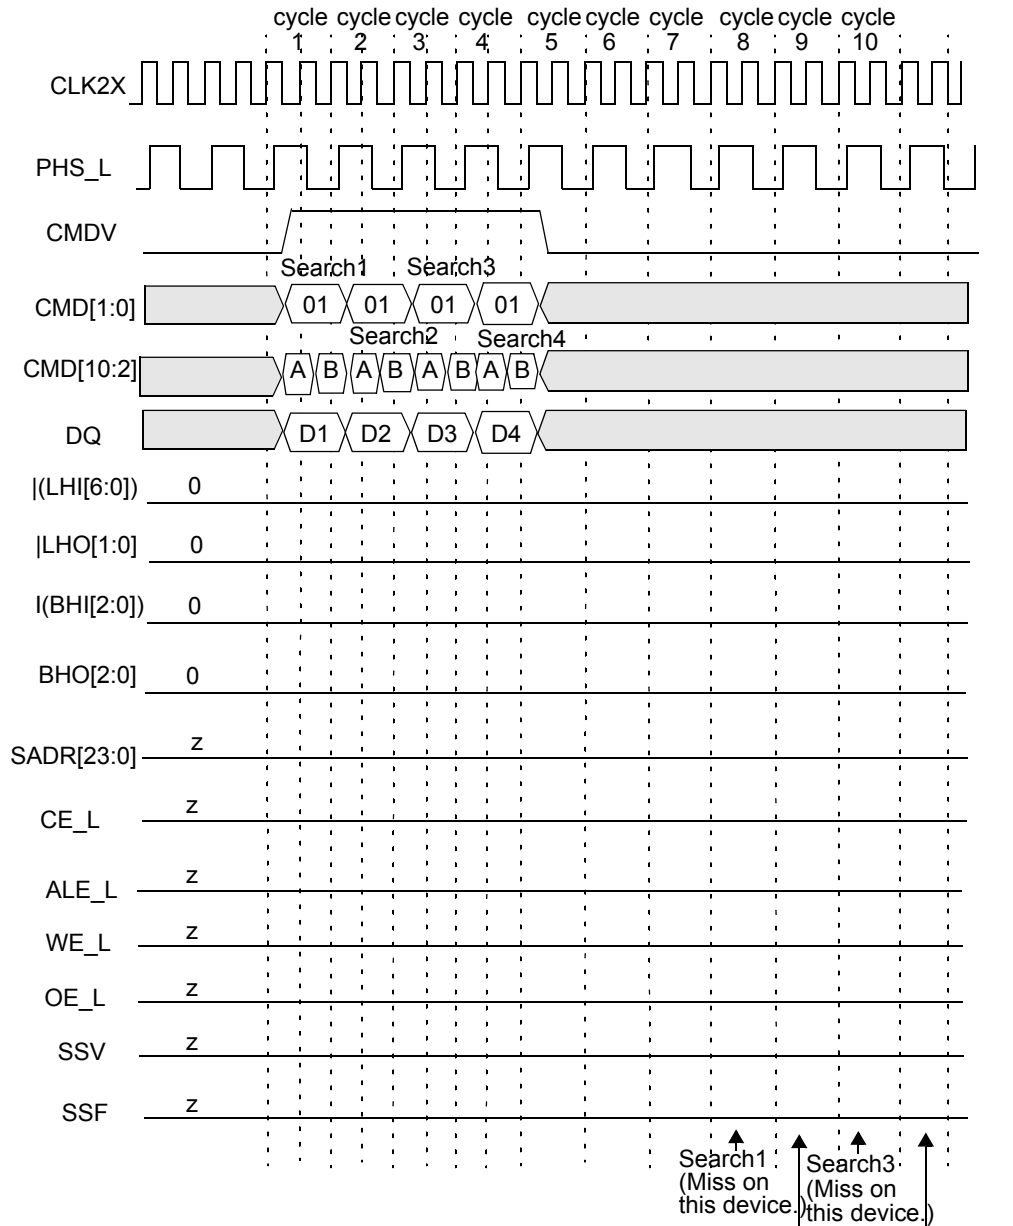 cycle cycle cycle cycle cycle cycle cycle cycle cycle cycle
1 2 3 4 5 6 7 8 9 10
CLK2X
PHS_L
CMDV
Search1 Search3
CMD[1:0] 01 01 01 01
Search2 Search4
CMD[10:2] A B A B A B A B
DQ D1 D2 D3 D4
|(LHI[6:0]) 0
|LHO[1:0] 0
I(BHI[2:0]) 0
BHO[2:0] 0
SADR[23:0] z
CE_L z
ALE_L z
WE_L z
OE_L z
SSV z
SSF z
Search1
(Miss on
this device.)
Search3
(Miss on
this device.)